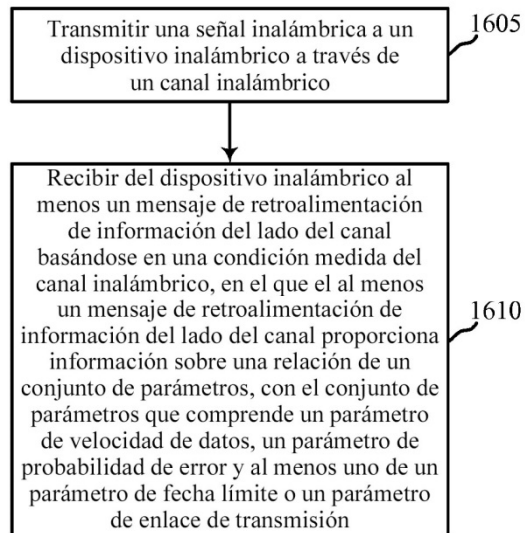 Transmitir una señal inalámbrica a un
dispositivo inalámbrico a través de
un canal inalámbrico
1605
Recibir del dispositivo inalámbrico al
menos un mensaje de retroalimentación
de información del lado del canal
basándose en una condición medida del
canal inalámbrico, en el que el al menos
un mensaje de retroalimentación de
información del lado del canal proporciona
información sobre una relación de un
conjunto de parámetros, con el conjunto de
parámetros que comprende un parámetro
de velocidad de datos, un parámetro de
probabilidad de error y al menos uno de un
parámetro de fecha límite o un parámetro
de enlace de transmisión
1610